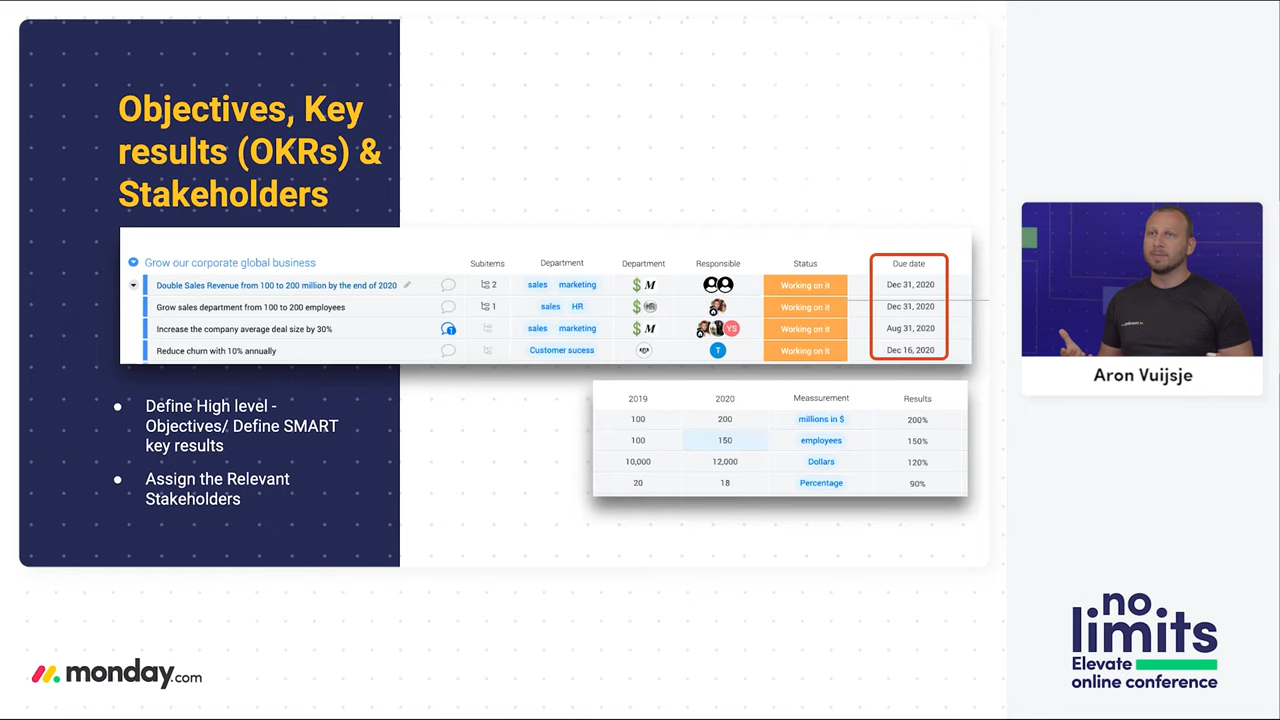 Objectives, Key
results (OKRs) &
Stakeholders
Grow our corporate global business Subitems Department Department Responsible Status Due date
Double Sales Revenue from 100 to 200 million by the end of 2020 2 sales marketing $ M Working on it Dec 31, 2020
Grow sales department from 100 to 200 employees 1 sales HR $ HR Working on it Dec 31, 2020
Increase the company average deal size by 30% 1 sales marketing $ M YS Working on it Aug 31, 2020
Reduce churn with 10% annually Customer sucess T Working on it Dec 16, 2020
2019 2020 Meassurement Results
100 200 millions in $ 200%
100 150 employees 150%
10,000 12,000 Dollars 120%
20 18 Percentage 90%
● Define High level -
Objectives/ Define SMART
key results
● Assign the Relevant
Stakeholders
Aron Vuijsje
monday.com
no
limits
Elevate
online conference